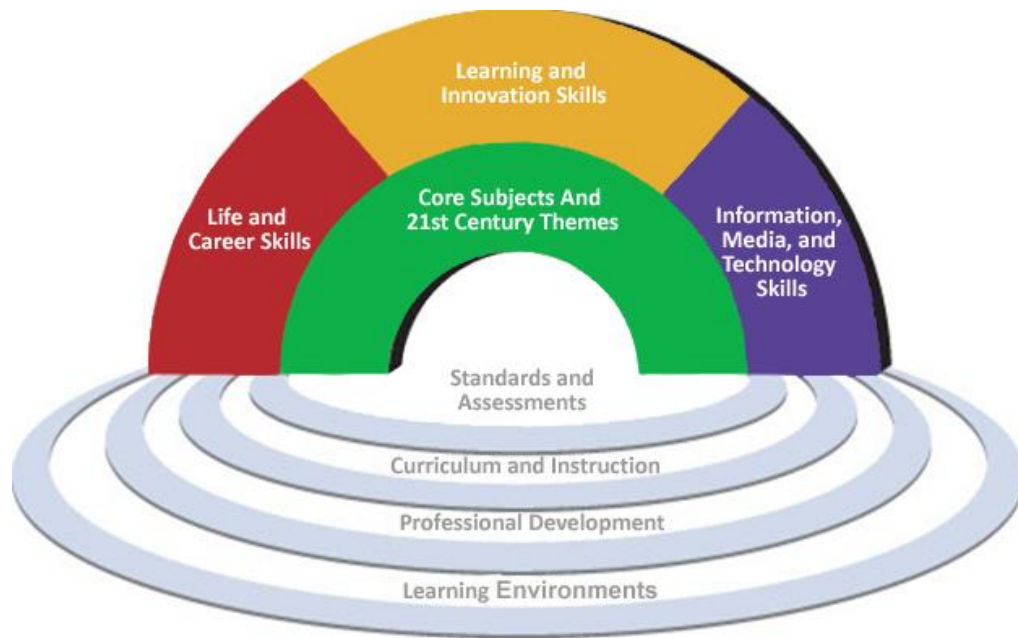 Learning and
Innovation Skills
Core Subjects And
21st Century Themes
Life and
Career Skills
Information,
Media, and
Technology
Skills
Standards and
Assessments
Curriculum and Instruction
Professional Development
Learning Environments